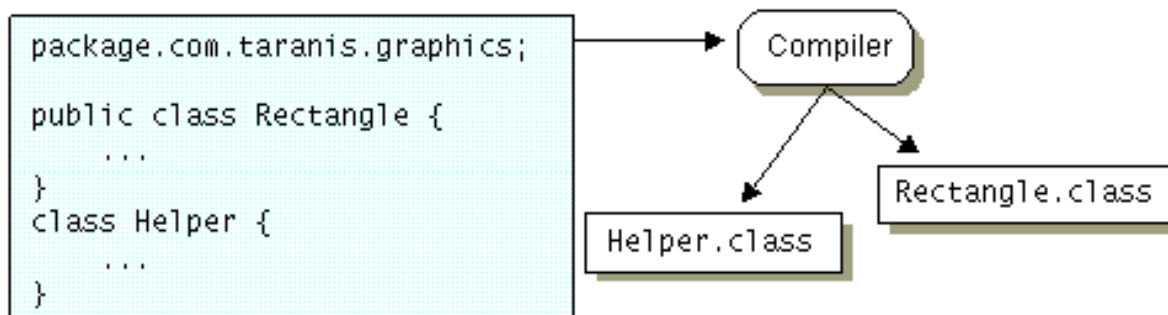 package.com.taranis.graphics;
public class Rectangle {
...
}
class Helper {
...
}
Compiler
Rectangle.class
Helper.class